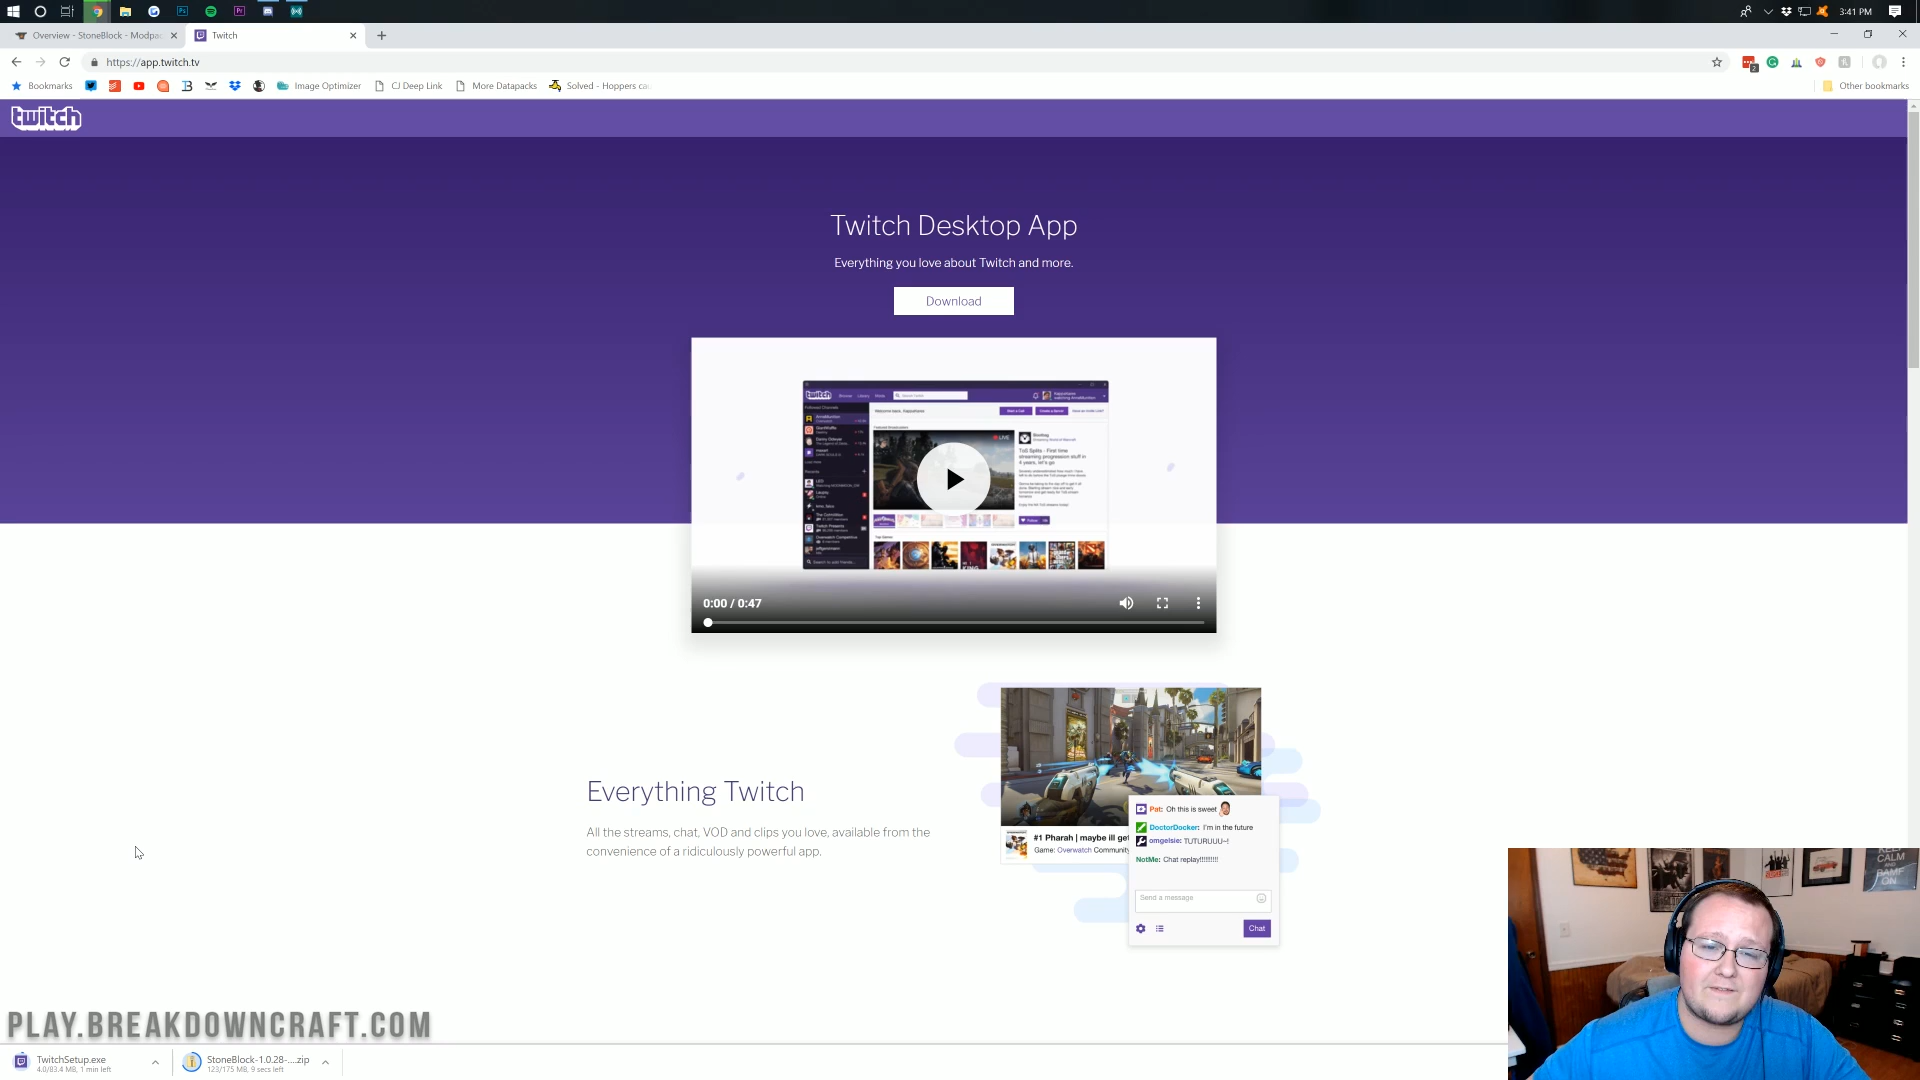 3:41 PM
Overview - StoneBlock - Modpac
Twitch
https://app.twitch.tv
Bookmarks
Image Optimizer
CJ Deep Link
More Datapacks
Solved - Hoppers ca
Other bookmarks
twitch
Twitch Desktop App
Everything you love about Twitch and more.
Download
0:00 / 0:47
Everything Twitch
All the streams, chat, VOD and clips you love, available from the
convenience of a ridiculously powerful app.
#1 Pharah | maybe ill get
Game: Overwatch Community
Pat: Oh this is sweet
DoctorDocker: I'm in the future
omgelsie: TUTURUUU~!
NotMe: Chat replay!!!!!!!!!!
Send a message
Chat
KEEP
CALM
AND
BAMF
ON
PLAY.BREAKDOWNCRAFT.COM
TwitchSetup.exe
4.0/83.4 MB, 1 min left
StoneBlock-1.0.28-....zip
123/175 MB, 9 secs left